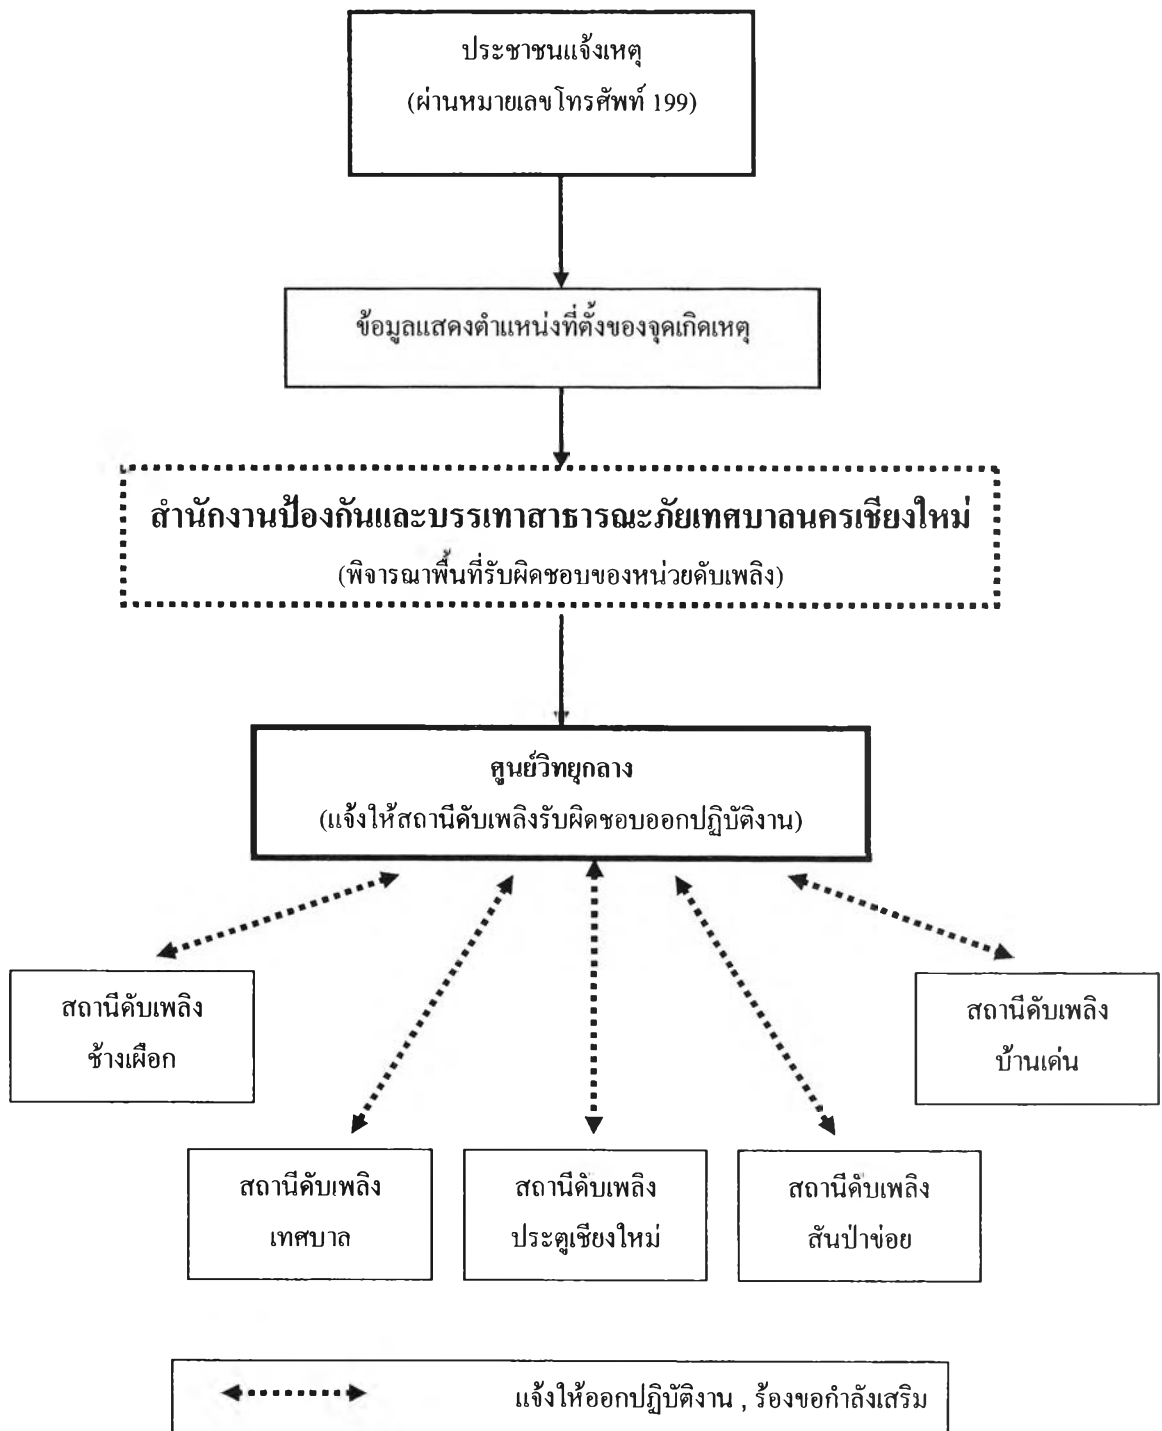 ประชาชนแจ้งเหตุ
(ผ่านหมายเลขโทรศัพท์ 199)
ข้อมูลแสดงตำแหน่งที่ตั้งของจุดเกิดเหตุ
สำนักงานป้องกันและบรรเทาสาธารณะภัยเทศบาลนครเชียงใหม่
(พิจารณาพื้นที่รับผิดชอบของหน่วยดับเพลิง)
ศูนย์วิทยุกลาง
(แจ้งให้สถานีดับเพลิงรับผิดชอบออกปฏิบัติงาน)
สถานีดับเพลิง
ช้างเผือก
สถานีดับเพลิง
บ้านเด่น
สถานีดับเพลิง
เทศบาล
สถานีดับเพลิง
ประตูเชียงใหม่
สถานีดับเพลิง
สันป่าข่อย
แจ้งให้ออกปฏิบัติงาน , ร้องขอกำลังเสริม